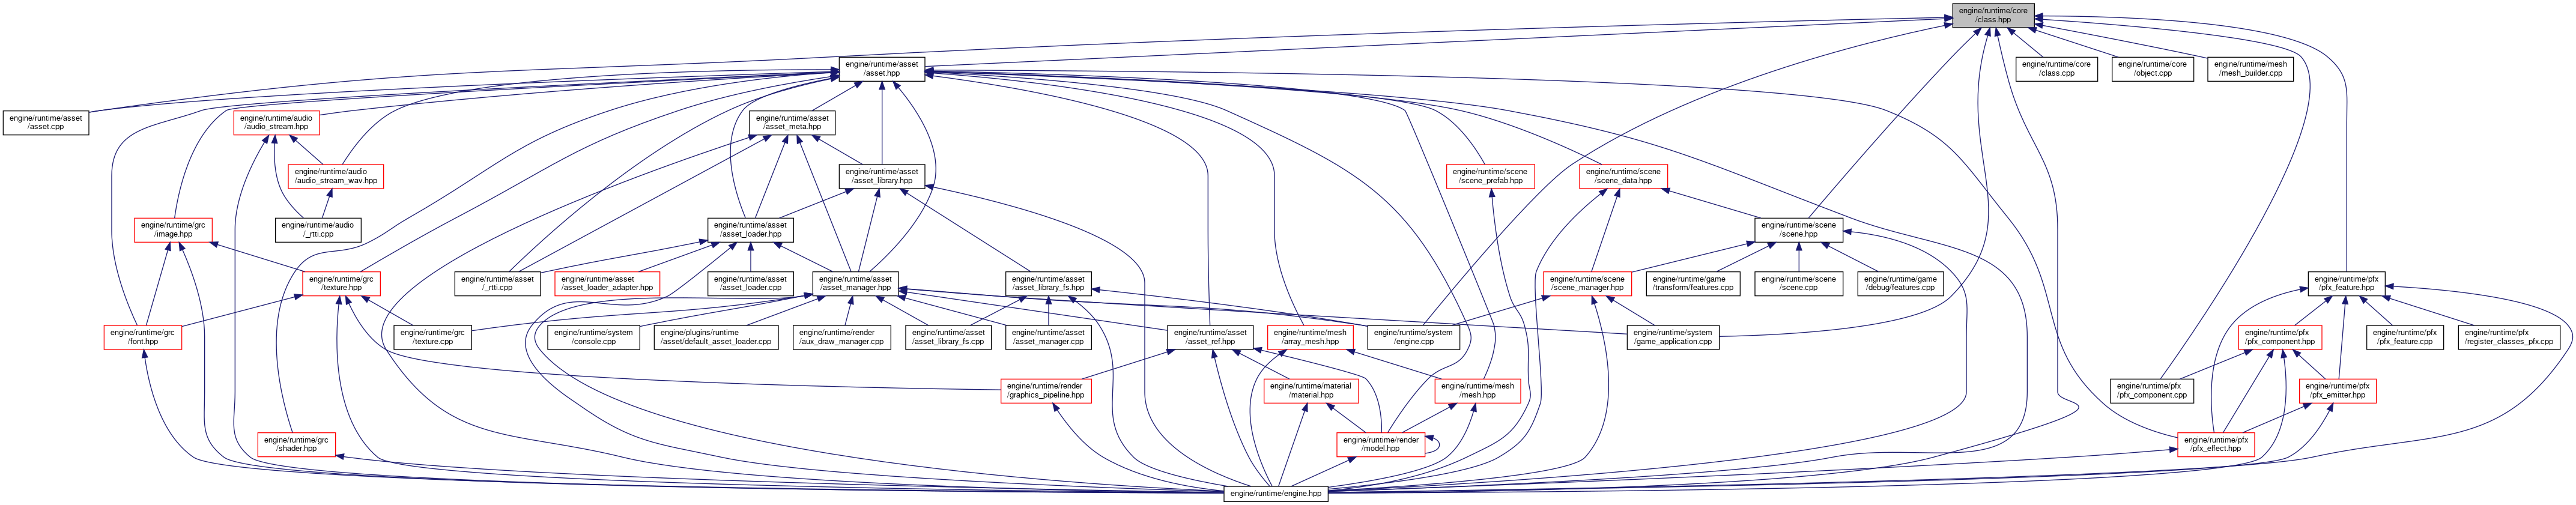 engine/runtime/core
/class.hpp
engine/runtime/asset
/asset.hpp
engine/runtime/core
/class.cpp
engine/runtime/core
/object.cpp
engine/runtime/mesh
/mesh_builder.cpp
engine/runtime/asset
/asset.cpp
engine/runtime/audio
/audio_stream.hpp
engine/runtime/asset
/asset_meta.hpp
engine/runtime/audio
/audio_stream_wav.hpp
engine/runtime/asset
/asset_library.hpp
engine/runtime/scene
/scene_prefab.hpp
engine/runtime/scene
/scene_data.hpp
engine/runtime/grc
/image.hpp
engine/runtime/audio
/_rtti.cpp
engine/runtime/asset
/asset_loader.hpp
engine/runtime/scene
/scene.hpp
engine/runtime/grc
/texture.hpp
engine/runtime/asset
/_rtti.cpp
engine/runtime/asset
/asset_loader_adapter.hpp
engine/runtime/asset
/asset_loader.cpp
engine/runtime/asset
/asset_manager.hpp
engine/runtime/asset
/asset_library_fs.hpp
engine/runtime/scene
/scene_manager.hpp
engine/runtime/game
/transform/features.cpp
engine/runtime/scene
/scene.cpp
engine/runtime/game
/debug/features.cpp
engine/runtime/pfx
/pfx_feature.hpp
engine/runtime/grc
/font.hpp
engine/runtime/grc
/texture.cpp
engine/runtime/system
/console.cpp
engine/plugins/runtime
/asset/default_asset_loader.cpp
engine/runtime/render
/aux_draw_manager.cpp
engine/runtime/asset
/asset_library_fs.cpp
engine/runtime/asset
/asset_manager.cpp
engine/runtime/asset
/asset_ref.hpp
engine/runtime/mesh
/array_mesh.hpp
engine/runtime/system
/engine.cpp
engine/runtime/system
/game_application.cpp
engine/runtime/pfx
/pfx_component.hpp
engine/runtime/pfx
/pfx_feature.cpp
engine/runtime/pfx
/register_classes_pfx.cpp
engine/runtime/render
/graphics_pipeline.hpp
engine/runtime/material
/material.hpp
engine/runtime/mesh
/mesh.hpp
engine/runtime/pfx
/pfx_component.cpp
engine/runtime/pfx
/pfx_emitter.hpp
engine/runtime/grc
/shader.hpp
engine/runtime/render
/model.hpp
engine/runtime/pfx
/pfx_effect.hpp
engine/runtime/engine.hpp